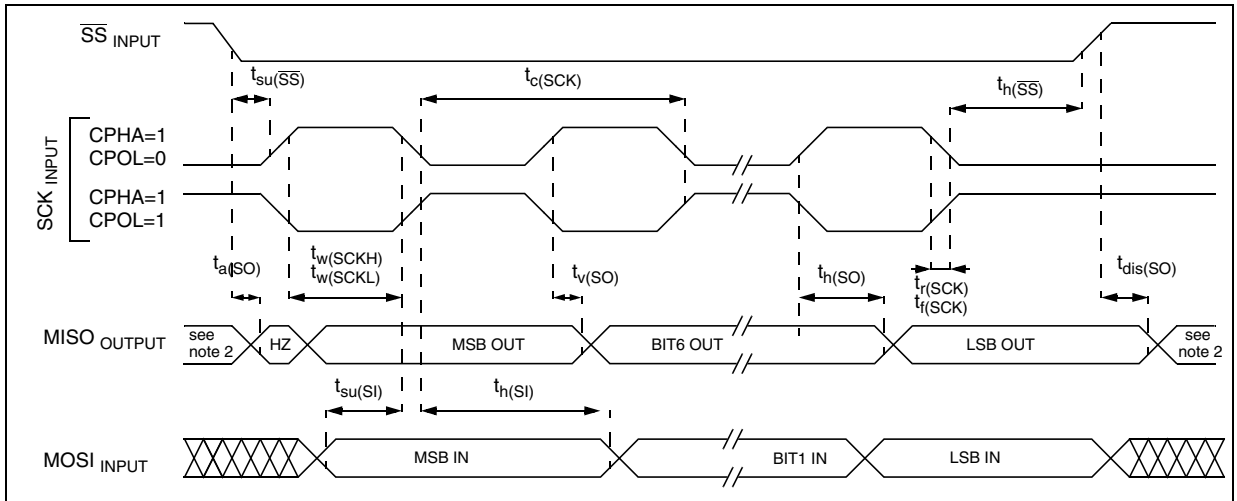 SS INPUT
tsu(SS)
tc(SCK)
th(SS)
SCK INPUT
CPHA=1
CPOL=0
CPHA=1
CPOL=1
ta(SO)
tw(SCKH)
tw(SCKL)
tv(SO)
th(SO)
tr(SCK)
tf(SCK)
tdis(SO)
MISO OUTPUT
see
note 2
HZ
MSB OUT
BIT6 OUT
LSB OUT
see
note 2
tsu(SI)
th(SI)
MOSI INPUT
MSB IN
BIT1 IN
LSB IN